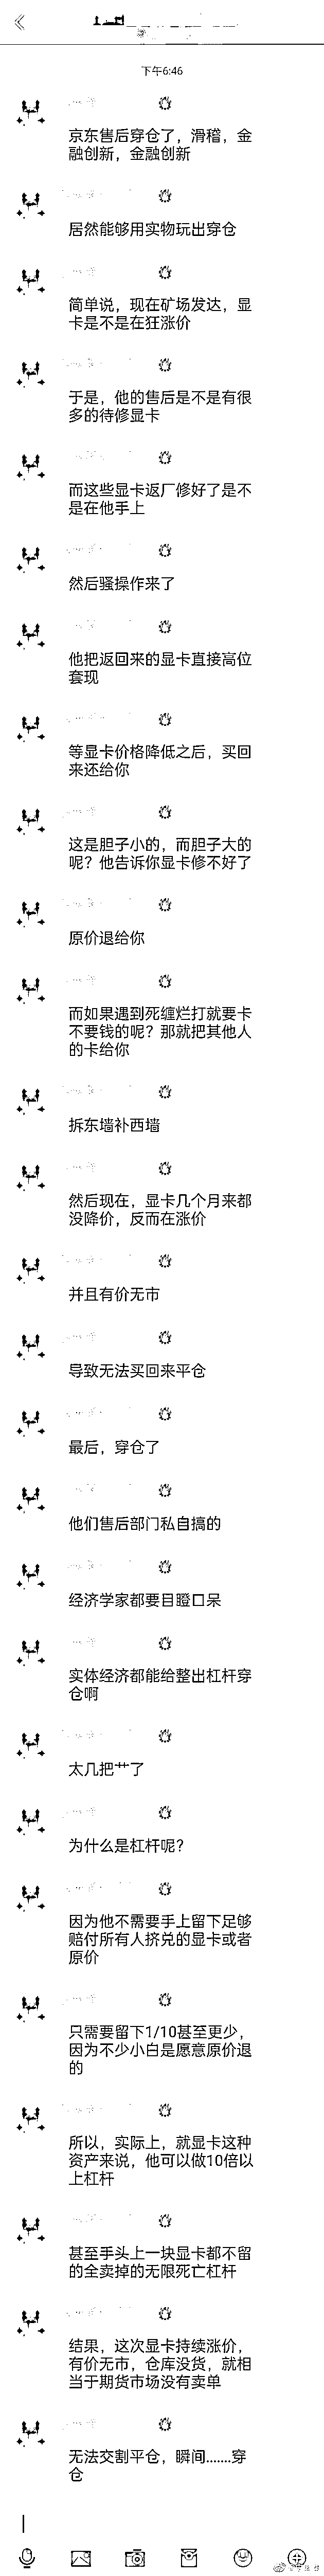 下午6:46
京东售后穿仓了，滑稽，金
融创新，金融创新
居然能够用实物玩出穿仓
简单说，现在矿场发达，显
卡是不是在狂涨价
于是，他的售后是不是有很
多的待修显卡
而这些显卡返厂修好了是不
是在他手上
然后骚操作来了
他把返回来的显卡直接高位
套现
等显卡价格降低之后，买回
来还给你
这是胆子小的，而胆子大的
呢？他告诉你显卡修不好了
原价退给你
而如果遇到死缠烂打就要卡
不要钱的呢？那就把其他人
的卡给你
拆东墙补西墙
然后现在，显卡几个月来都
没降价，反而在涨价
并且有价无市
导致无法买回来平仓
最后，穿仓了
他们售后部门私自搞的
经济学家都要目瞪口呆
实体经济都能给整出杠杆穿
仓啊
太几把艹了
为什么是杠杆呢？
因为他不需要手上留下足够
赔付所有人挤兑的显卡或者
原价
只需要留下1/10甚至更少，
因为不少小白是愿意原价退
的
所以，实际上，就显卡这种
资产来说，他可以做10倍以
上杠杆
甚至手头上一块显卡都不留
的全卖掉的无限死亡杠杆
结果，这次显卡持续涨价，
有价无市，仓库没货，就相
当于期货市场没有卖单
无法交割平仓，瞬间……穿
仓